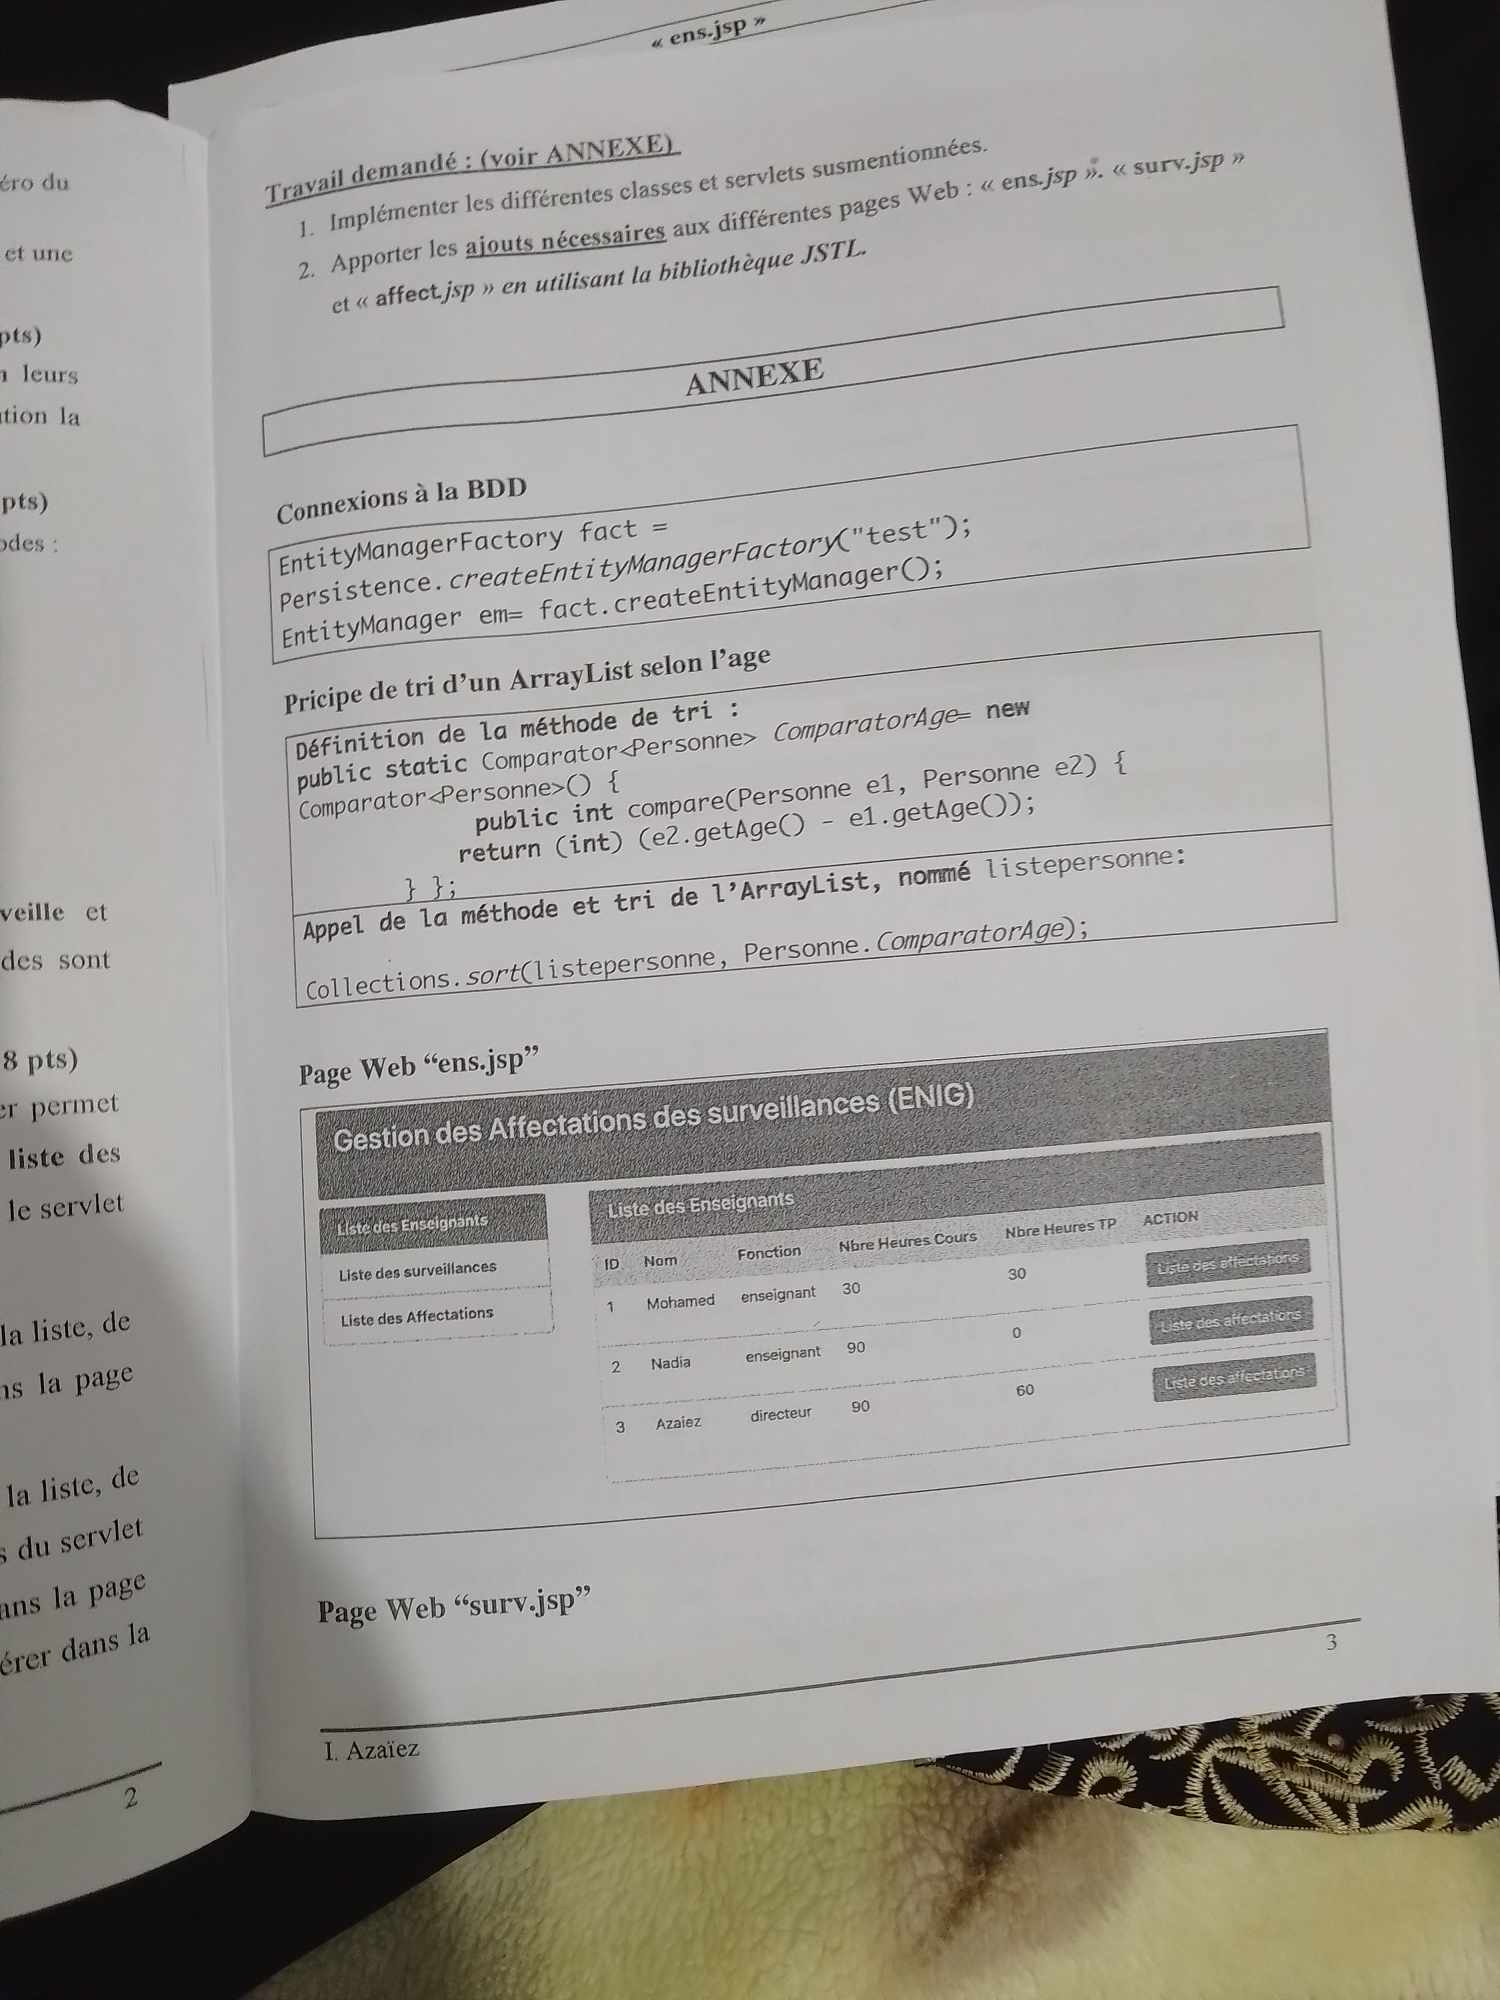 éro du
et une
pts)
leurs
tion la
pts)
odes :
veille et
des sont
8 pts)
er permet
liste des
le servlet
la liste, de
ns la page
la liste, de
s du servlet
ans la page
érer dans la
2
« ens.jsp »
Travail demandé : (voir ANNEXE)
1. Implémenter les différentes classes et servlets susmentionnées.
2. Apporter les ajouts nécessaires aux différentes pages Web : « ens.jsp ». « surv.jsp »
et « affect.jsp » en utilisant la bibliothèque JSTL.
ANNEXE
Connexions à la BDD
EntityManagerFactory fact =
Persistence.createEntityManagerFactory("test");
EntityManager em= fact.createEntityManager();
Pricipe de tri d’un ArrayList selon l’age
Définition de la méthode de tri :
public static Comparator<Personne> ComparatorAge= new
Comparator<Personne>() {
public int compare(Personne e1, Personne e2) {
return (int) (e2.getAge() - e1.getAge());
} };
Appel de la méthode et tri de l’ArrayList, nommé listepersonne:
Collections.sort(listepersonne, Personne.ComparatorAge);
Page Web “ens.jsp”
Gestion des Affectations des surveillances (ENIG)
Liste des Enseignants
Liste des surveillances
Liste des Affectations
Liste des Enseignants
ID Nom Fonction Nbre Heures Cours Nbre Heures TP ACTION
1 Mohamed enseignant 30 30 Liste des affectations
2 Nadia enseignant 90 0 Liste des affectations
3 Azaiez directeur 90 60 Liste des affectations
Page Web “surv.jsp”
3
I. Azaïez